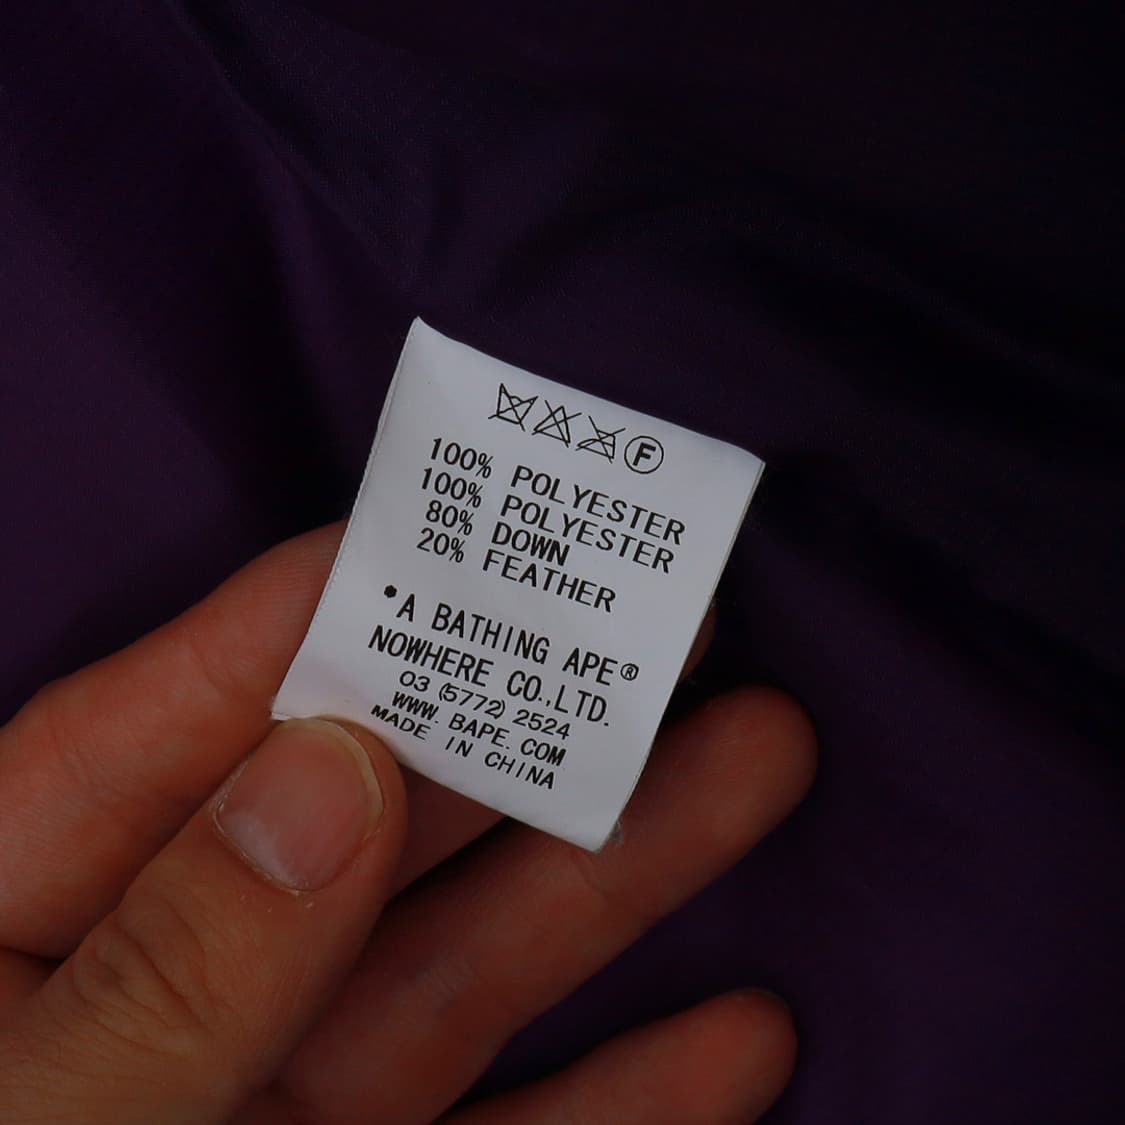 F
100% POLYESTER
100% POLYESTER
80% DOWN
20% FEATHER
•A BATHING APE®
NOWHERE CO.,LTD.
03 (5772) 2524
WWW. BAPE. COM
MADE IN CHINA